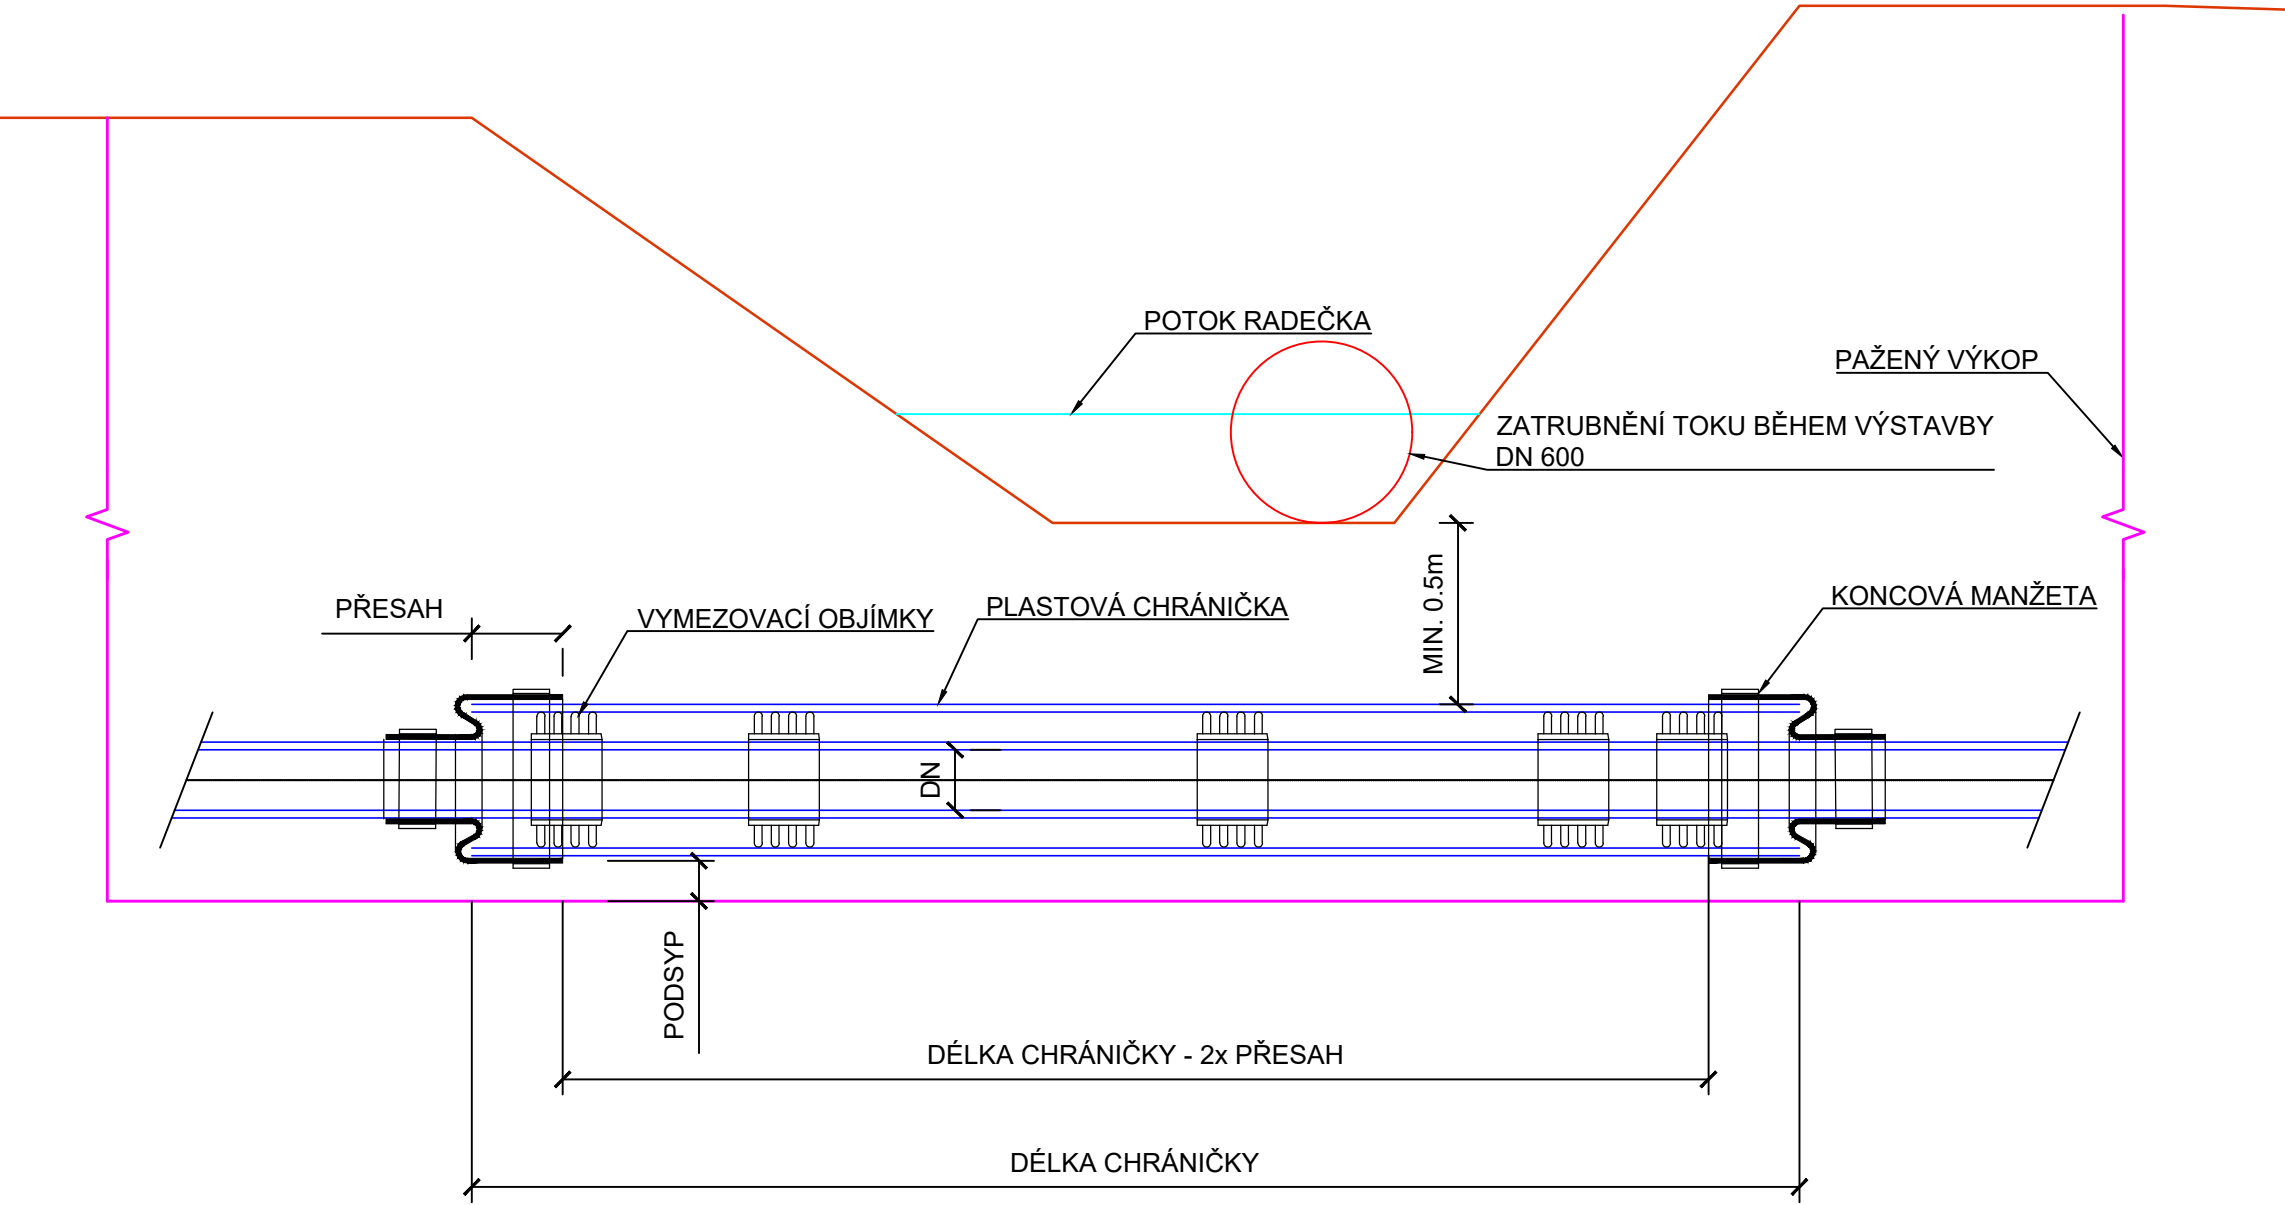 POTOK RADEČKA
PAŽENÝ VÝKOP
ZATRUBNĚNÍ TOKU BĚHEM VÝSTAVBY
DN 600
PŘESAH
VYMEZOVACÍ OBJÍMKY
PLASTOVÁ CHRÁNIČKA
MIN. 0.5m
KONCOVÁ MANŽETA
DN
PODSYP
DÉLKA CHRÁNIČKY - 2x PŘESAH
DÉLKA CHRÁNIČKY